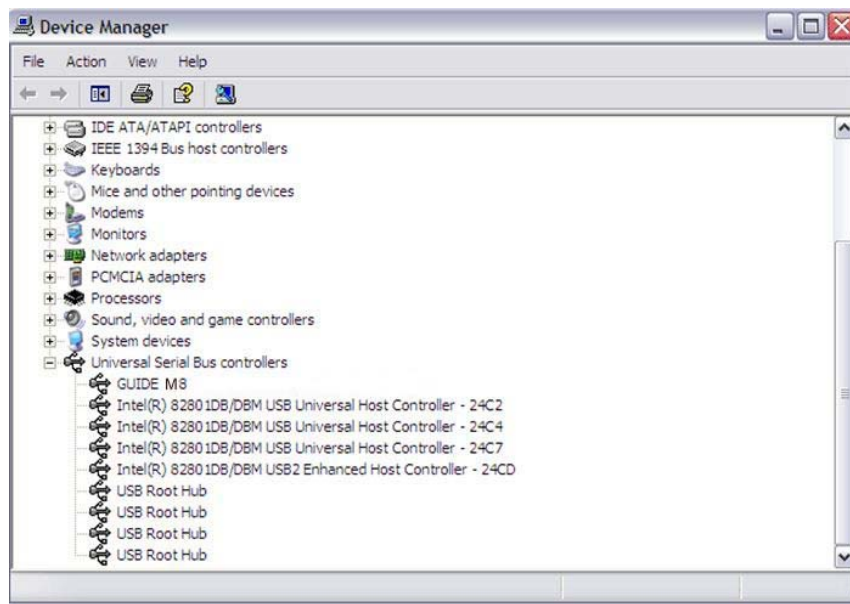 Device Manager
File Action View Help
IDE ATA/ATAPI controllers
IEEE 1394 Bus host controllers
Keyboards
Mice and other pointing devices
Modems
Monitors
Network adapters
PCMCIA adapters
Processors
Sound, video and game controllers
System devices
Universal Serial Bus controllers
GUIDE M8
Intel(R) 82801DB/DBM USB Universal Host Controller - 24C2
Intel(R) 82801DB/DBM USB Universal Host Controller - 24C4
Intel(R) 82801DB/DBM USB Universal Host Controller - 24C7
Intel(R) 82801DB/DBM USB2 Enhanced Host Controller - 24CD
USB Root Hub
USB Root Hub
USB Root Hub
USB Root Hub